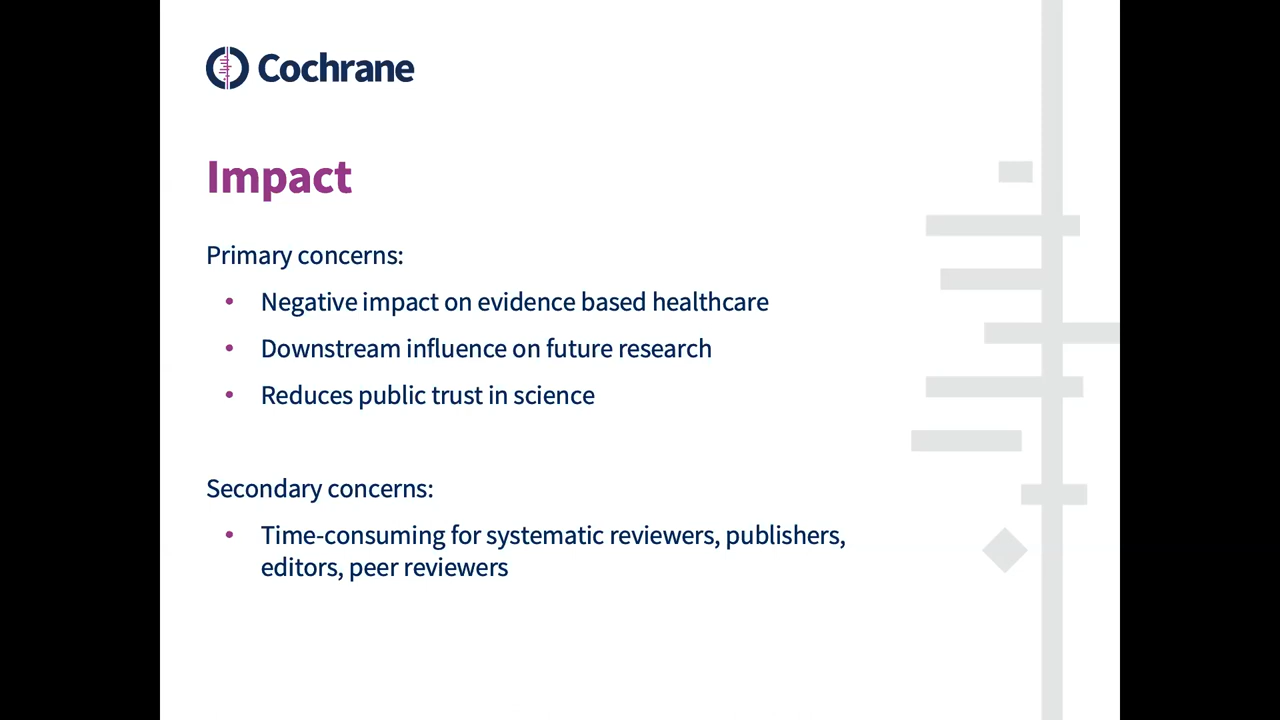 Cochrane
Impact
Primary concerns:
• Negative impact on evidence based healthcare
• Downstream influence on future research
• Reduces public trust in science
Secondary concerns:
• Time-consuming for systematic reviewers, publishers,
editors, peer reviewers